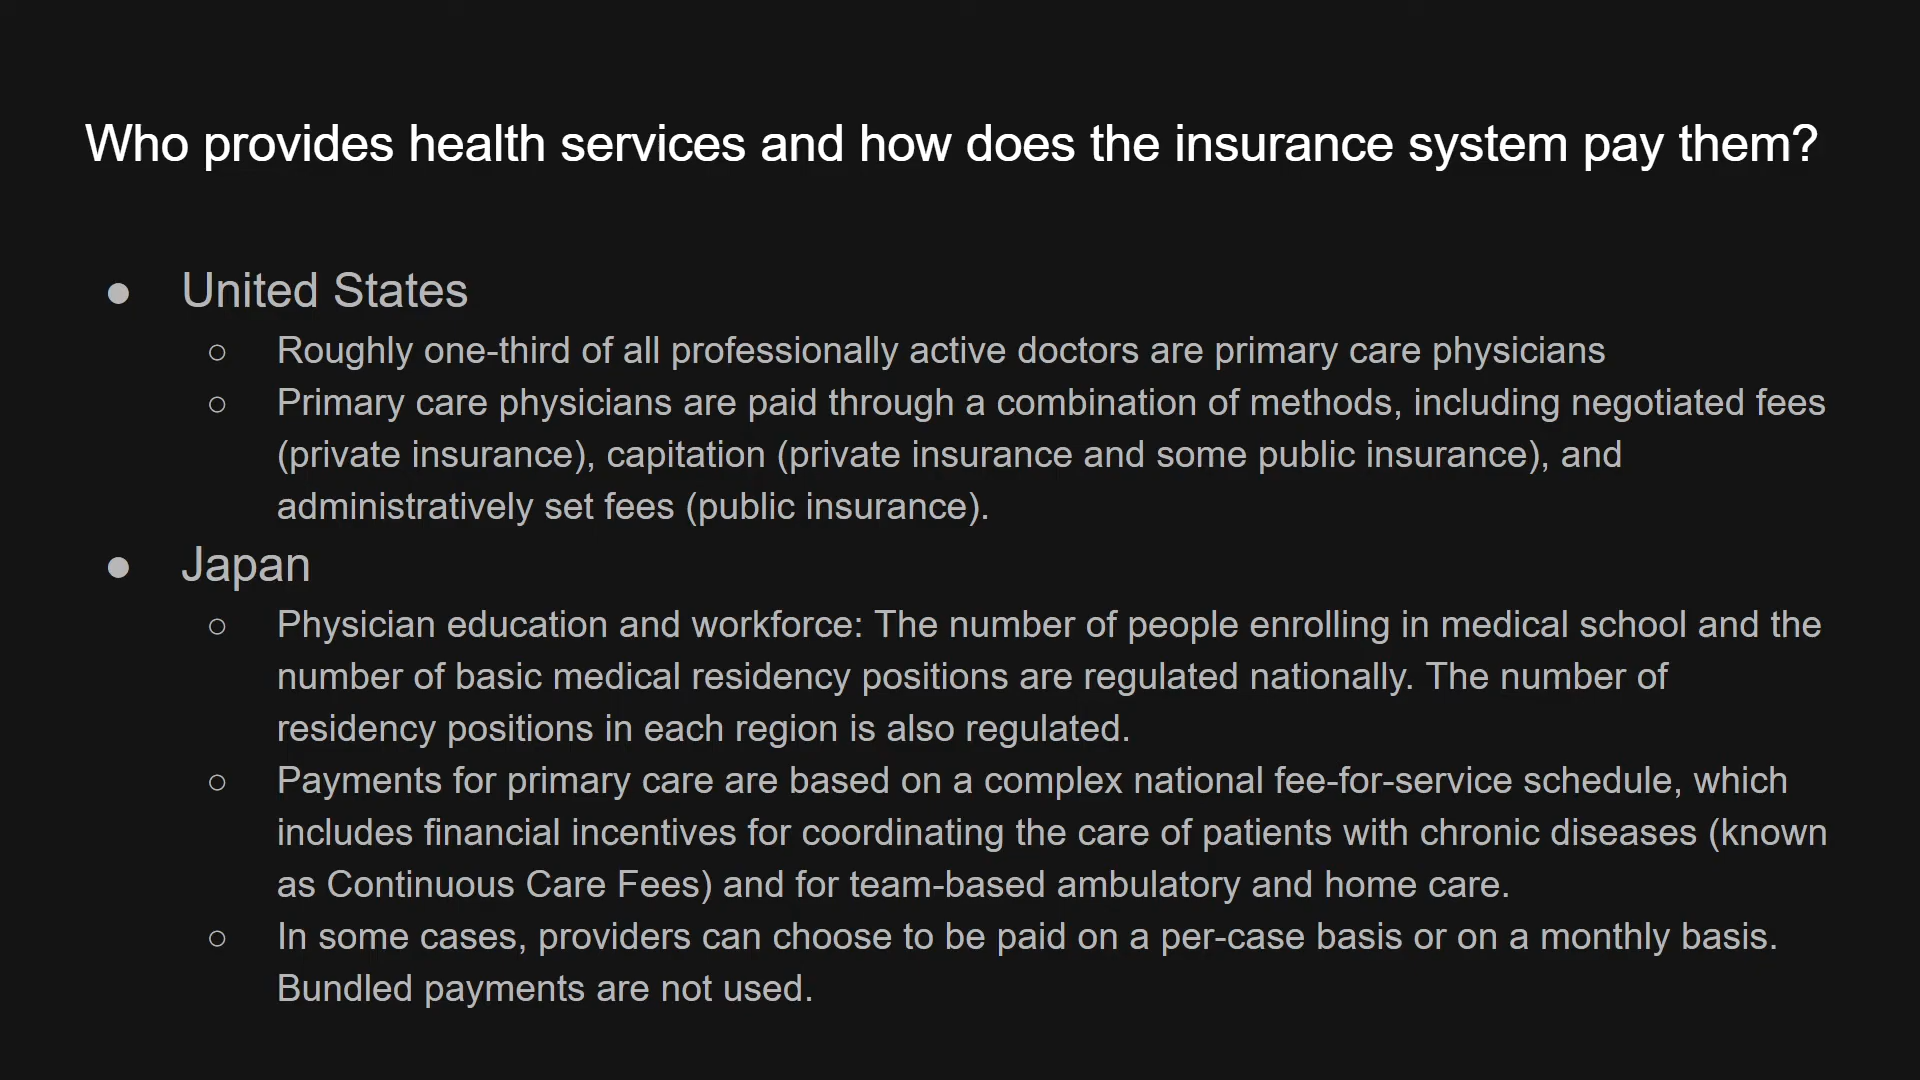 Who provides health services and how does the insurance system pay them?
● United States
○ Roughly one-third of all professionally active doctors are primary care physicians
○ Primary care physicians are paid through a combination of methods, including negotiated fees
(private insurance), capitation (private insurance and some public insurance), and
administratively set fees (public insurance).
● Japan
○ Physician education and workforce: The number of people enrolling in medical school and the
number of basic medical residency positions are regulated nationally. The number of
residency positions in each region is also regulated.
○ Payments for primary care are based on a complex national fee-for-service schedule, which
includes financial incentives for coordinating the care of patients with chronic diseases (known
as Continuous Care Fees) and for team-based ambulatory and home care.
○ In some cases, providers can choose to be paid on a per-case basis or on a monthly basis.
Bundled payments are not used.